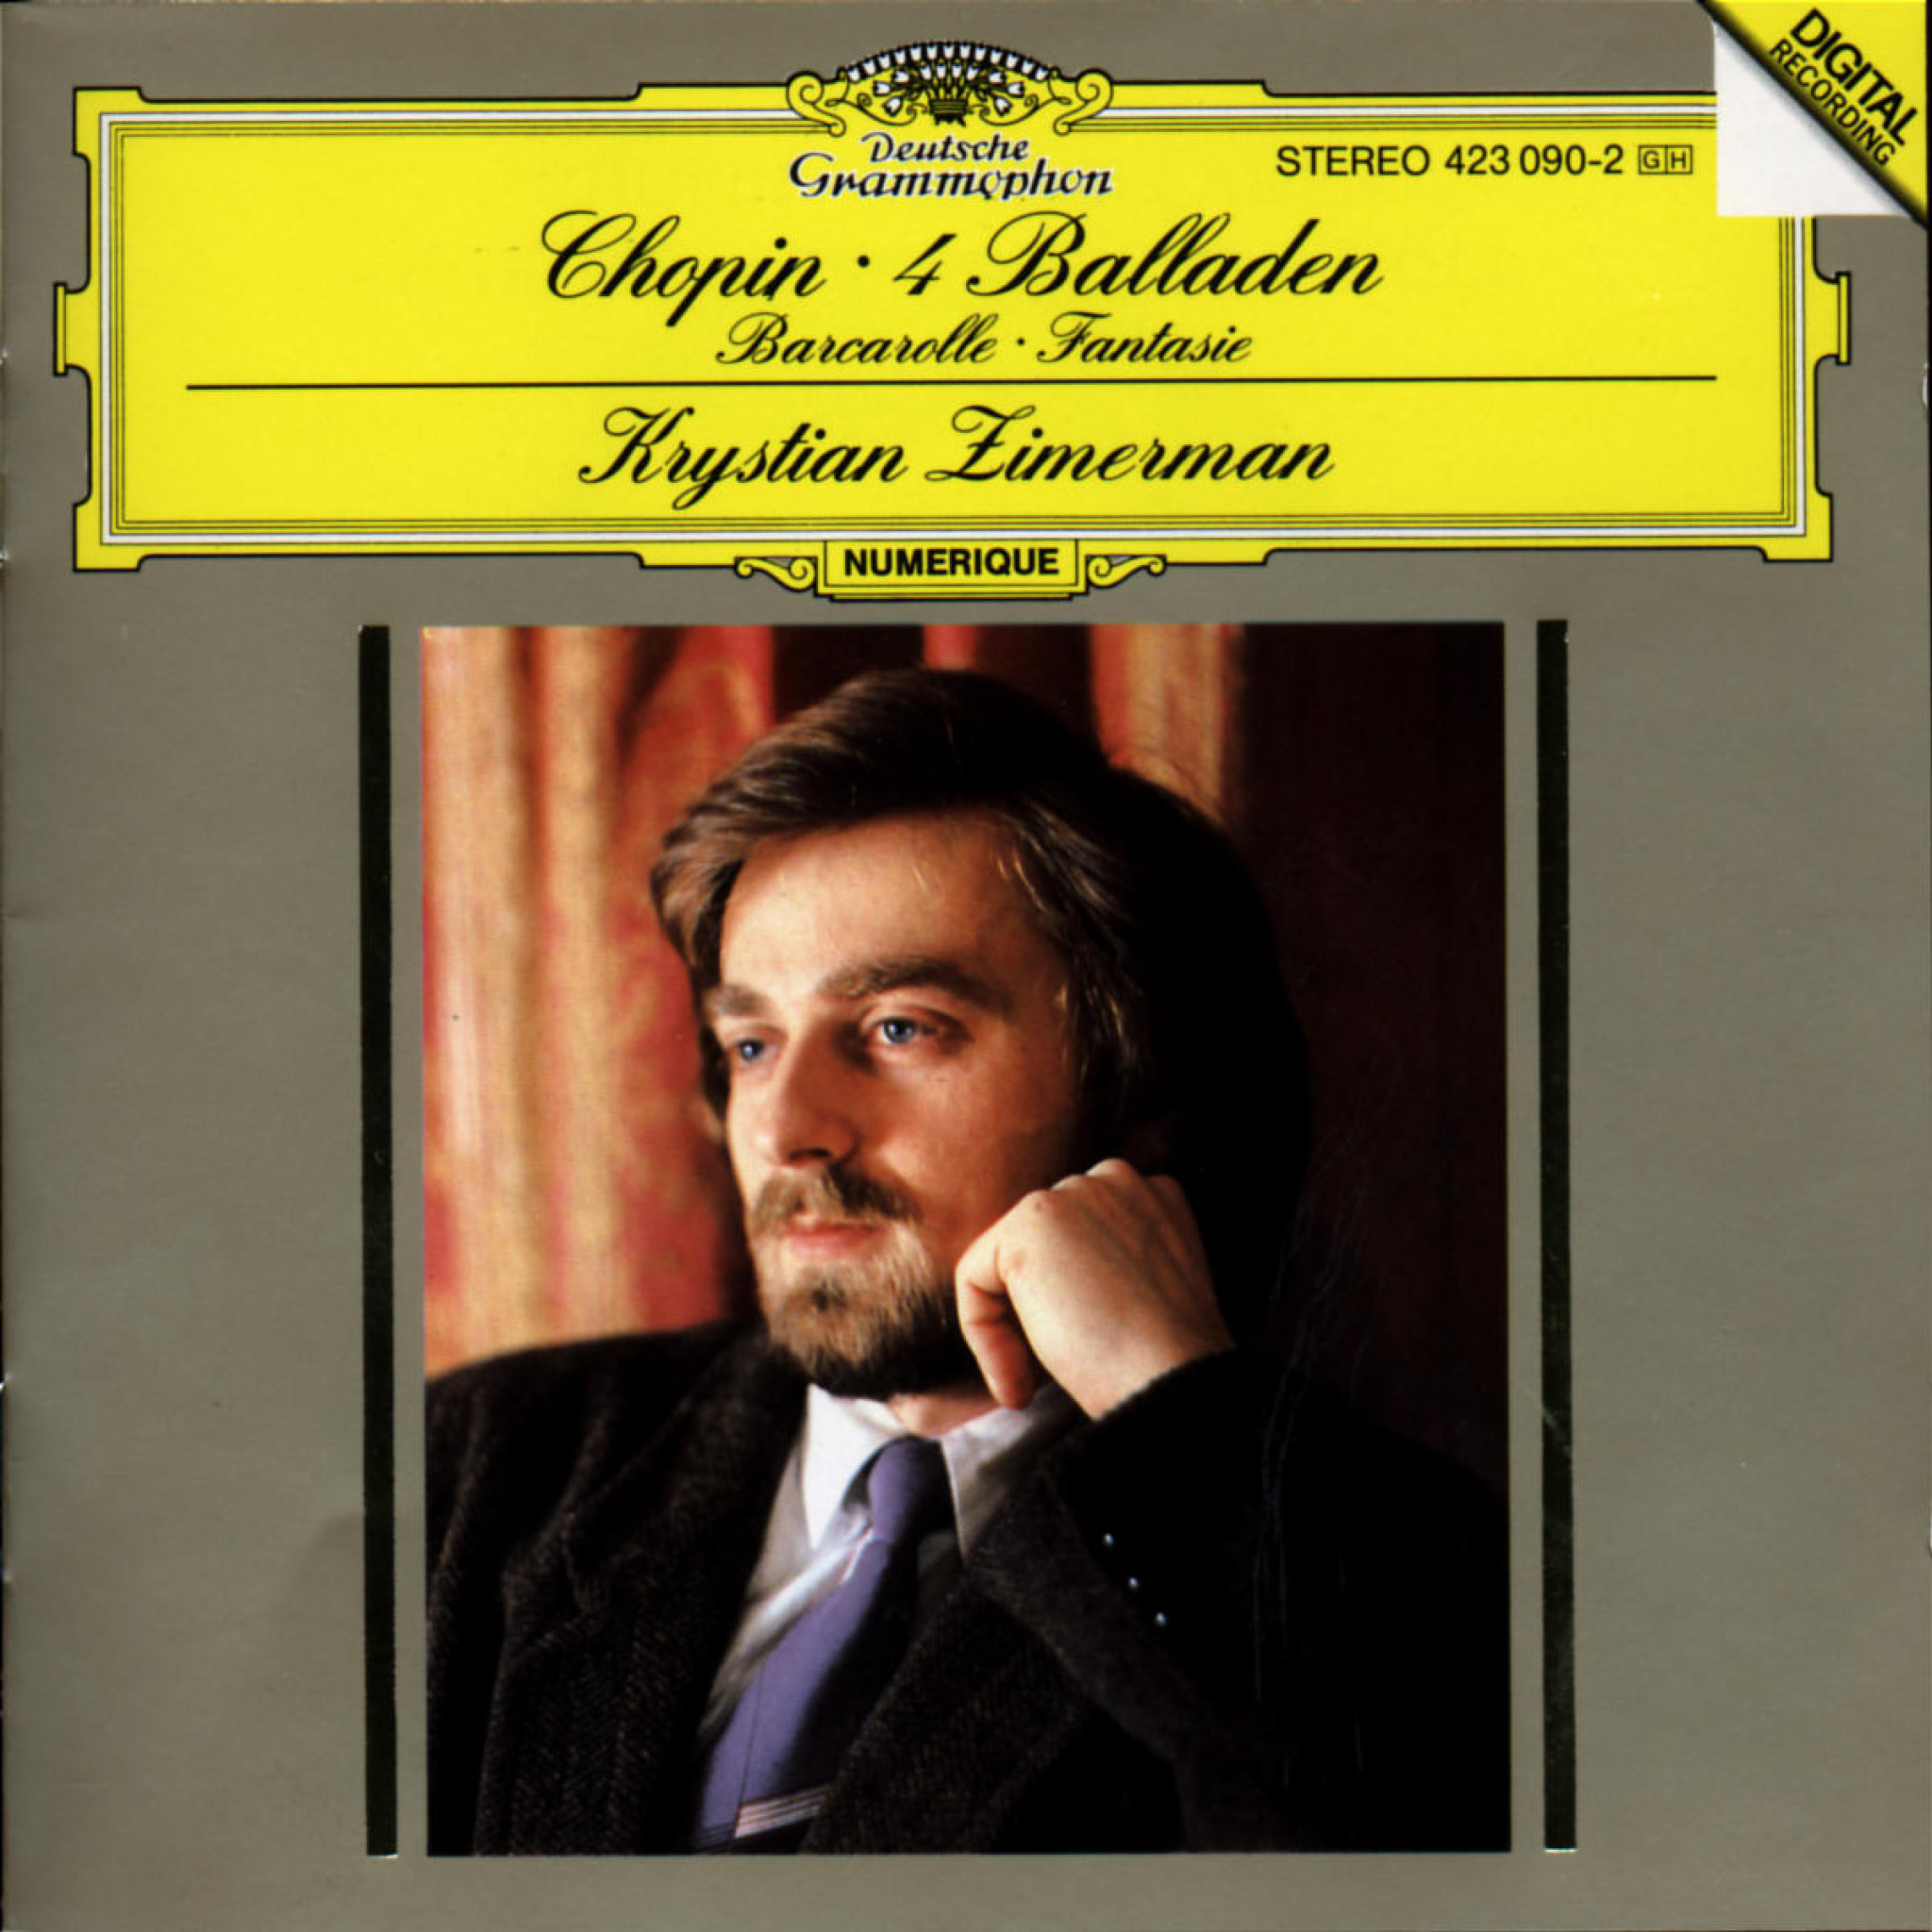 DIGITAL
RECORDING
Deutsche
Grammophon
STEREO 423 090-2 GH
Chopin · 4 Balladen
Barcarolle · Fantasie
Krystian Zimerman
NUMERIQUE